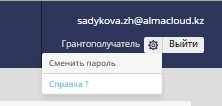 sadykova.zh@almacloud.kz
Грантополучатель Выйти
Сменить пароль
Справка ?